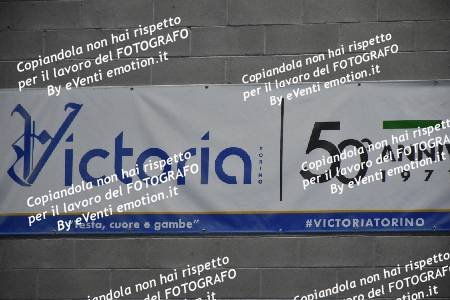 Copiandola non hai rispetto
per il lavoro del FOTOGRAFO
By eVenti emotion.it
Copiandola non hai rispetto
per il lavoro del FOTOGRAFO
By eVenti emotion.it
Victoria
TORINO
50
ANNI
Copiandola non hai rispetto
per il lavoro del FOTOGRAFO
By eVenti emotion.it
Copiandola non hai rispetto
per il lavoro del FOTOGRAFO
By eVenti emotion.it
"Testa, cuore e gambe"
#VICTORIATORINO
Copiandola non hai rispetto
per il lavoro del FOTOGRAFO
Copiandola non hai rispetto
per il lavoro del FOTOGRAFO